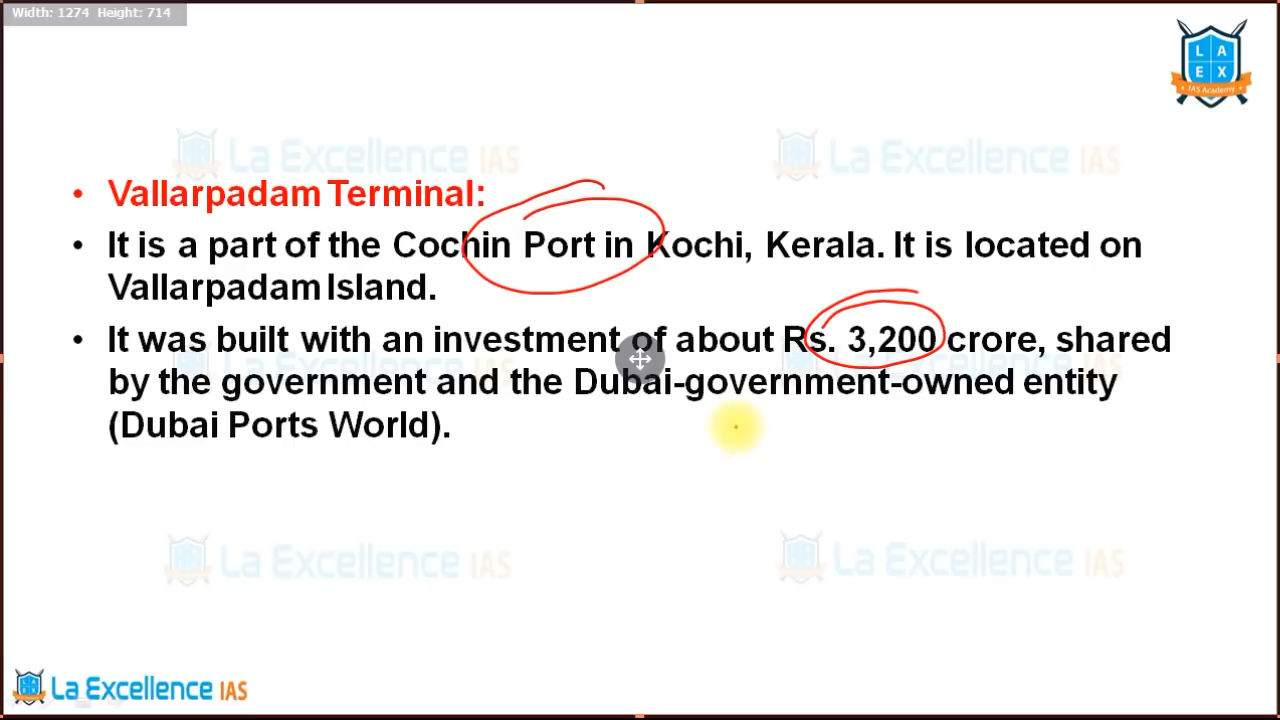 Width: 1274 Height: 714
L A
E X
IAS Academy
La Excellence IAS
La Excellence IAS
• Vallarpadam Terminal:
• It is a part of the Cochin Port in Kochi, Kerala. It is located on
Vallarpadam Island.
• It was built with an investment of about Rs. 3,200 crore, shared
by the government and the Dubai-government-owned entity
(Dubai Ports World).
La Excellence IAS
La Excellence IAS
La Excellence IAS